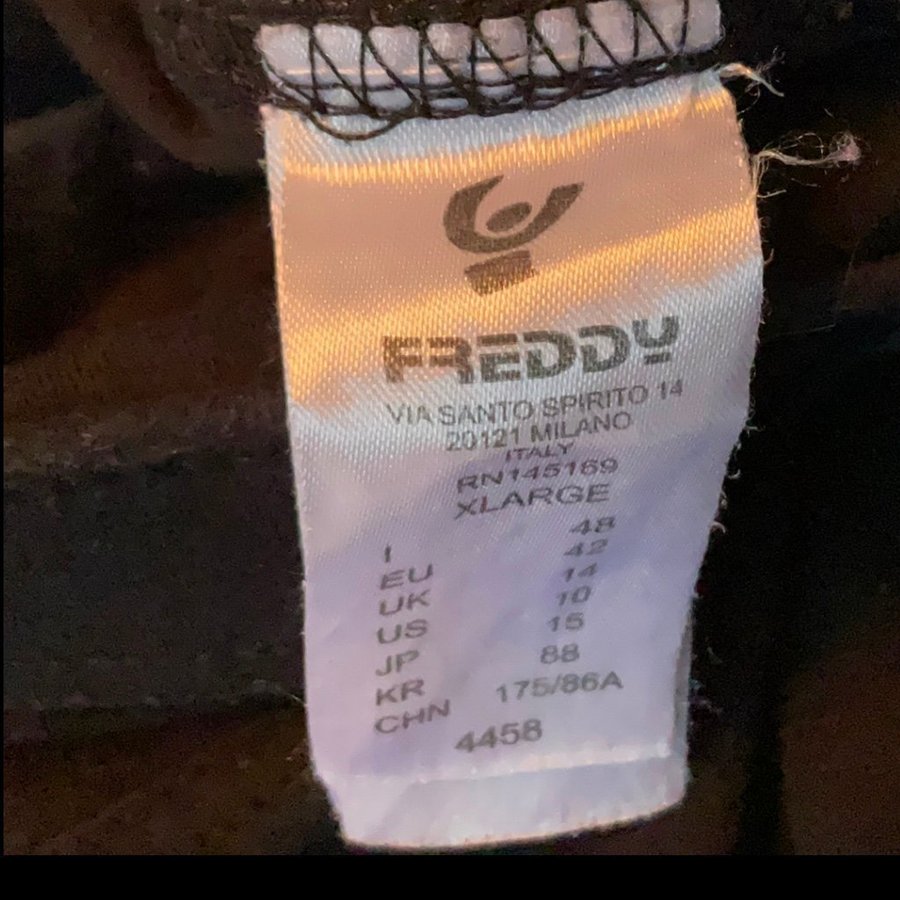 FREDDY
VIA SANTO SPIRITO 14
20121 MILANO
ITALY
RN145169
XLARGE
I 48
EU 42
UK 14
US 10
JP 15
KR 88
CHN 175/86A
4458